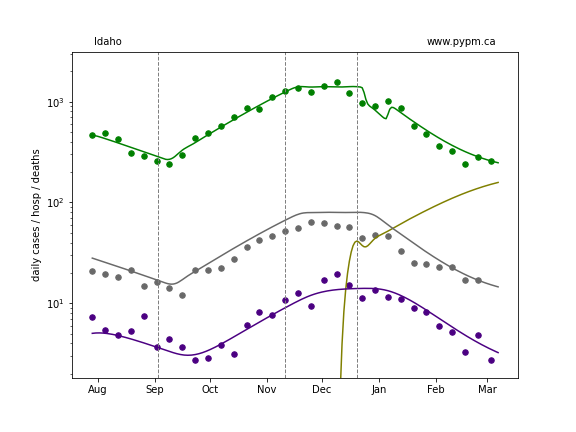 Idaho
www.pypm.ca
daily cases / hosp / deaths
10³
10²
10¹
Aug Sep Oct Nov Dec Jan Feb Mar